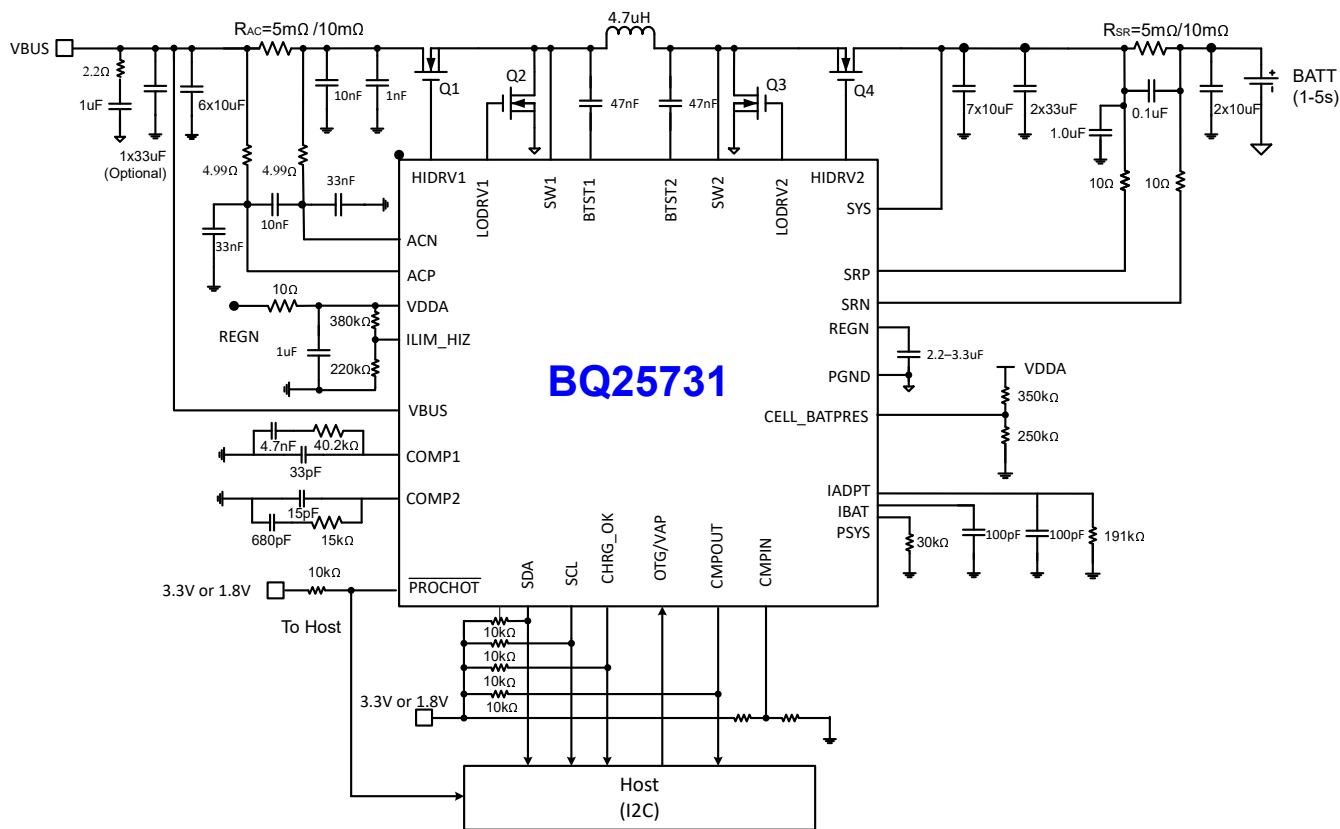 VBUS
RAC=5mΩ /10mΩ
4.7uH
RSR=5mΩ/10mΩ
2.2Ω
1uF
6x10uF
10nF
1nF
Q1
Q2
47nF
47nF
Q3
Q4
7x10uF
2x33uF
0.1uF
1.0uF
2x10uF
BATT
(1-5s)
1x33uF
(Optional)
4.99Ω
4.99Ω
33nF
10nF
33nF
10Ω
10Ω
HIDRV1
LODRV1
SW1
BTST1
BTST2
SW2
LODRV2
HIDRV2
SYS
ACN
ACP
SRP
SRN
10Ω
REGN
VDDA
380kΩ
ILIM_HIZ
1uF
220kΩ
REGN
2.2–3.3uF
PGND
BQ25731
VDDA
350kΩ
CELL_BATPRES
250kΩ
VBUS
4.7nF
40.2kΩ
33pF
COMP1
COMP2
15pF
680pF
15kΩ
IADPT
IBAT
PSYS
30kΩ
100pF
100pF
191kΩ
3.3V or 1.8V
10kΩ
PROCHOT
SDA
SCL
CHRG_OK
OTG/VAP
CMPOUT
CMPIN
To Host
10kΩ
10kΩ
10kΩ
10kΩ
3.3V or 1.8V
Host
(I2C)